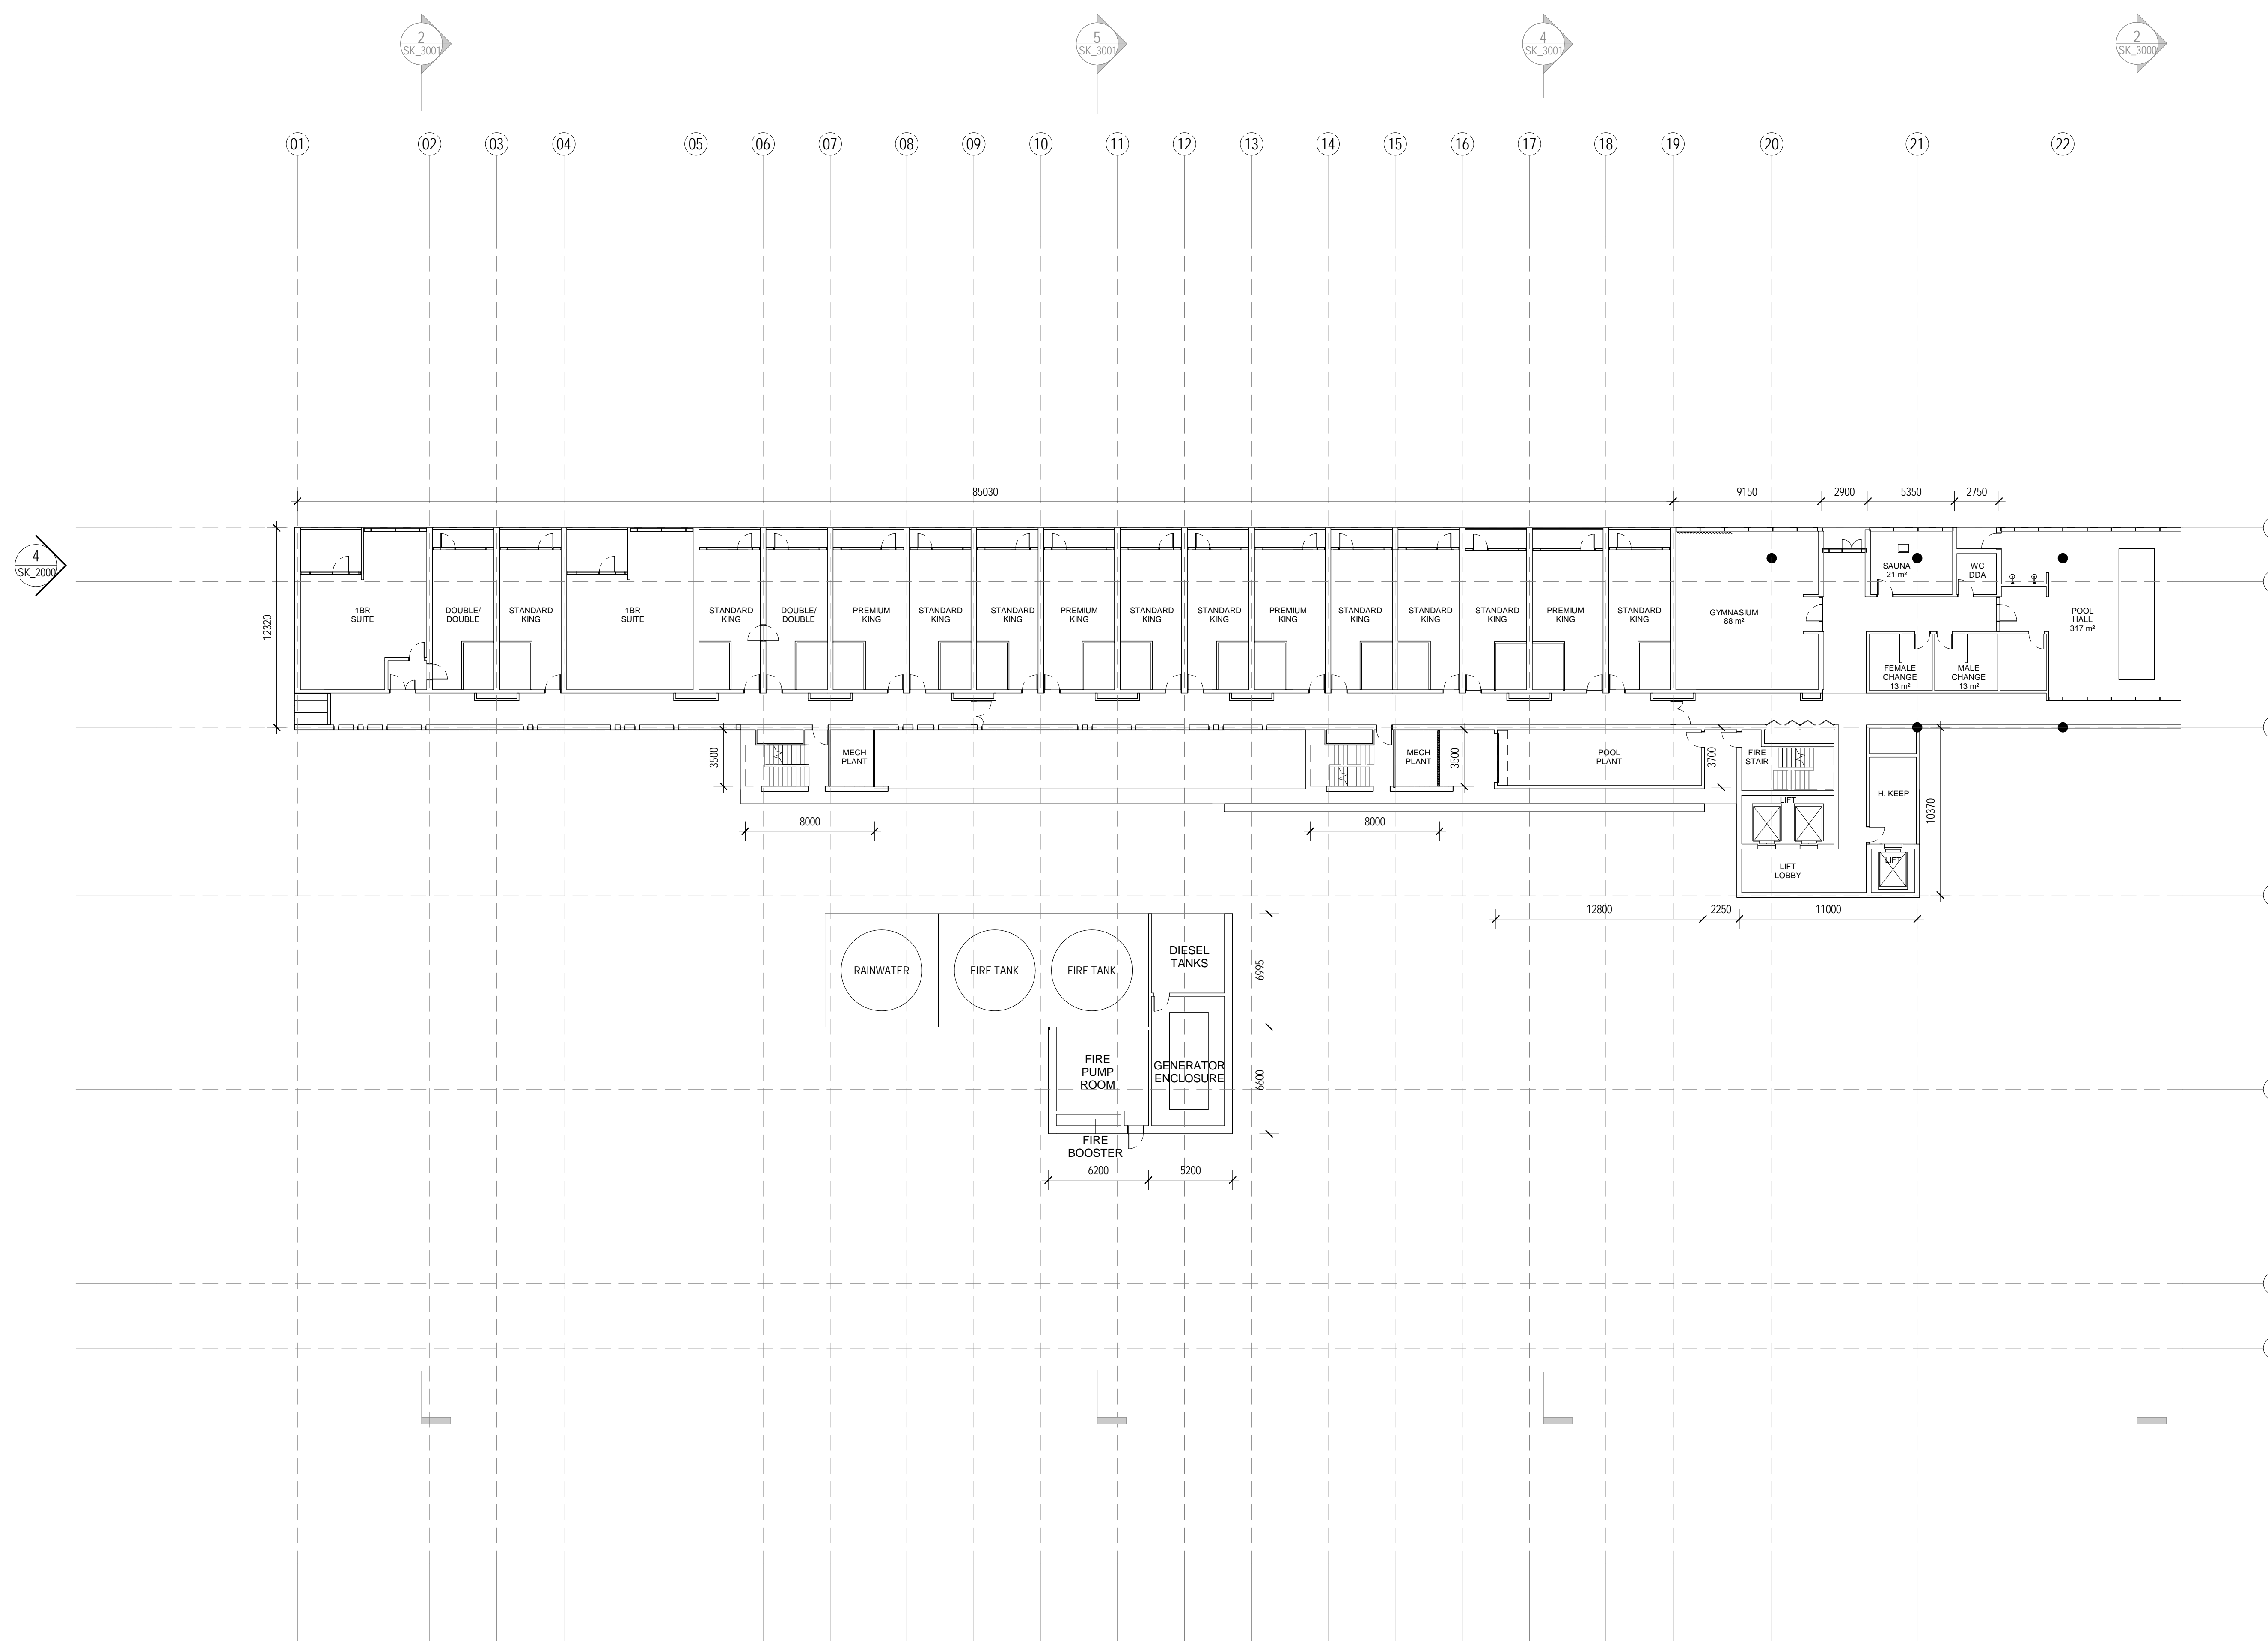 2
SK_3001
5
SK_3001
4
SK_3001
2
SK_3000
01
02
03
04
05
06
07
08
09
10
11
12
13
14
15
16
17
18
19
20
21
22
85030
9150
2900
5350
2750
4
SK_2000
12320
1BR
SUITE
DOUBLE/
DOUBLE
STANDARD
KING
1BR
SUITE
STANDARD
KING
DOUBLE/
DOUBLE
PREMIUM
KING
STANDARD
KING
STANDARD
KING
PREMIUM
KING
STANDARD
KING
STANDARD
KING
PREMIUM
KING
STANDARD
KING
STANDARD
KING
STANDARD
KING
PREMIUM
KING
STANDARD
KING
GYMNASIUM
88 m²
SAUNA
21 m²
WC
DDA
POOL
HALL
317 m²
FEMALE
CHANGE
13 m²
MALE
CHANGE
13 m²
3500
MECH
PLANT
MECH
PLANT
3500
POOL
PLANT
3700
FIRE
STAIR
LIFT
H. KEEP
10370
LIFT
LOBBY
LIFT
8000
8000
12800
2250
11000
RAINWATER
FIRE TANK
FIRE TANK
DIESEL
TANKS
6995
FIRE
PUMP
ROOM
GENERATOR
ENCLOSURE
6600
FIRE
BOOSTER
6200
5200